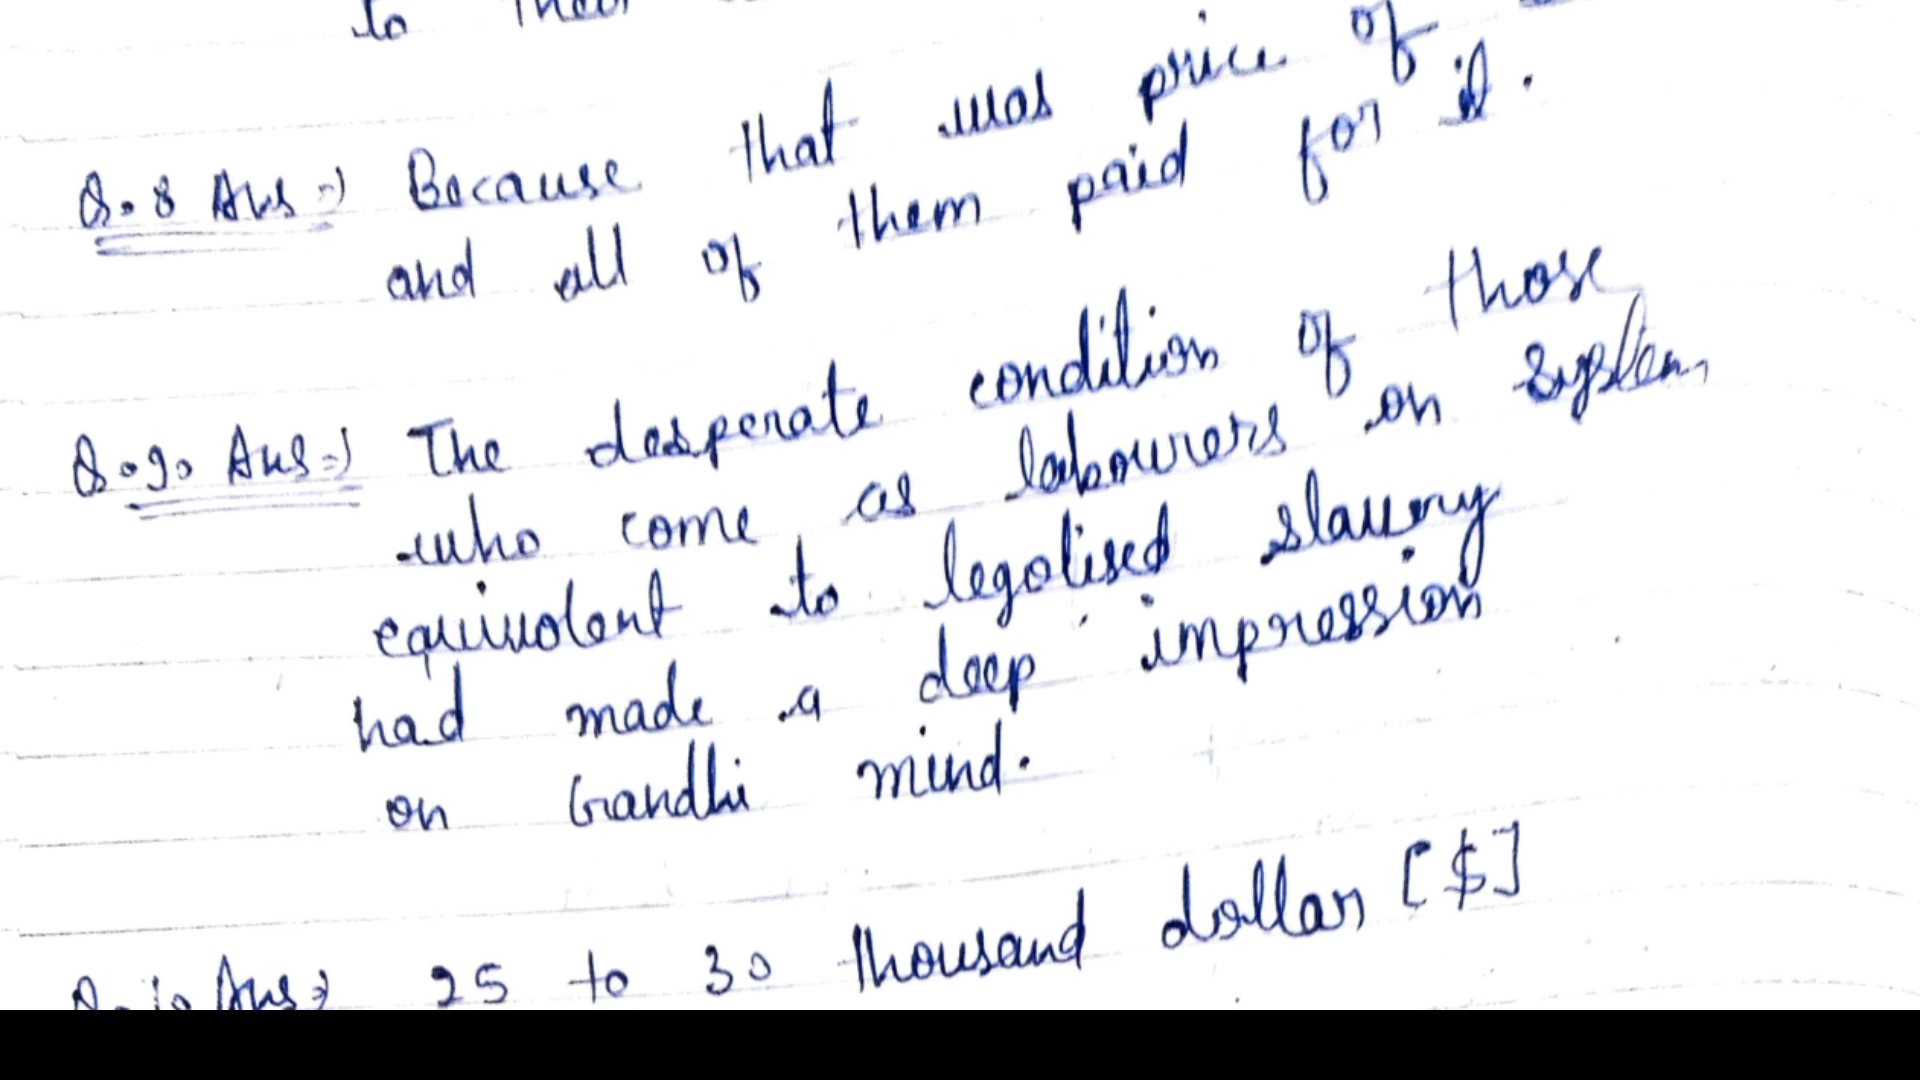 to their
Q.8 Ans => Because that was price of
and all of them paid for it.
Q.9. Ans => The desperate condition of those
who come as labourers on system
equivalent to legalised slavery
had made a deep impression
on Gandhi mind.
Q.10 Ans => 25 to 30 thousand dollar [$]